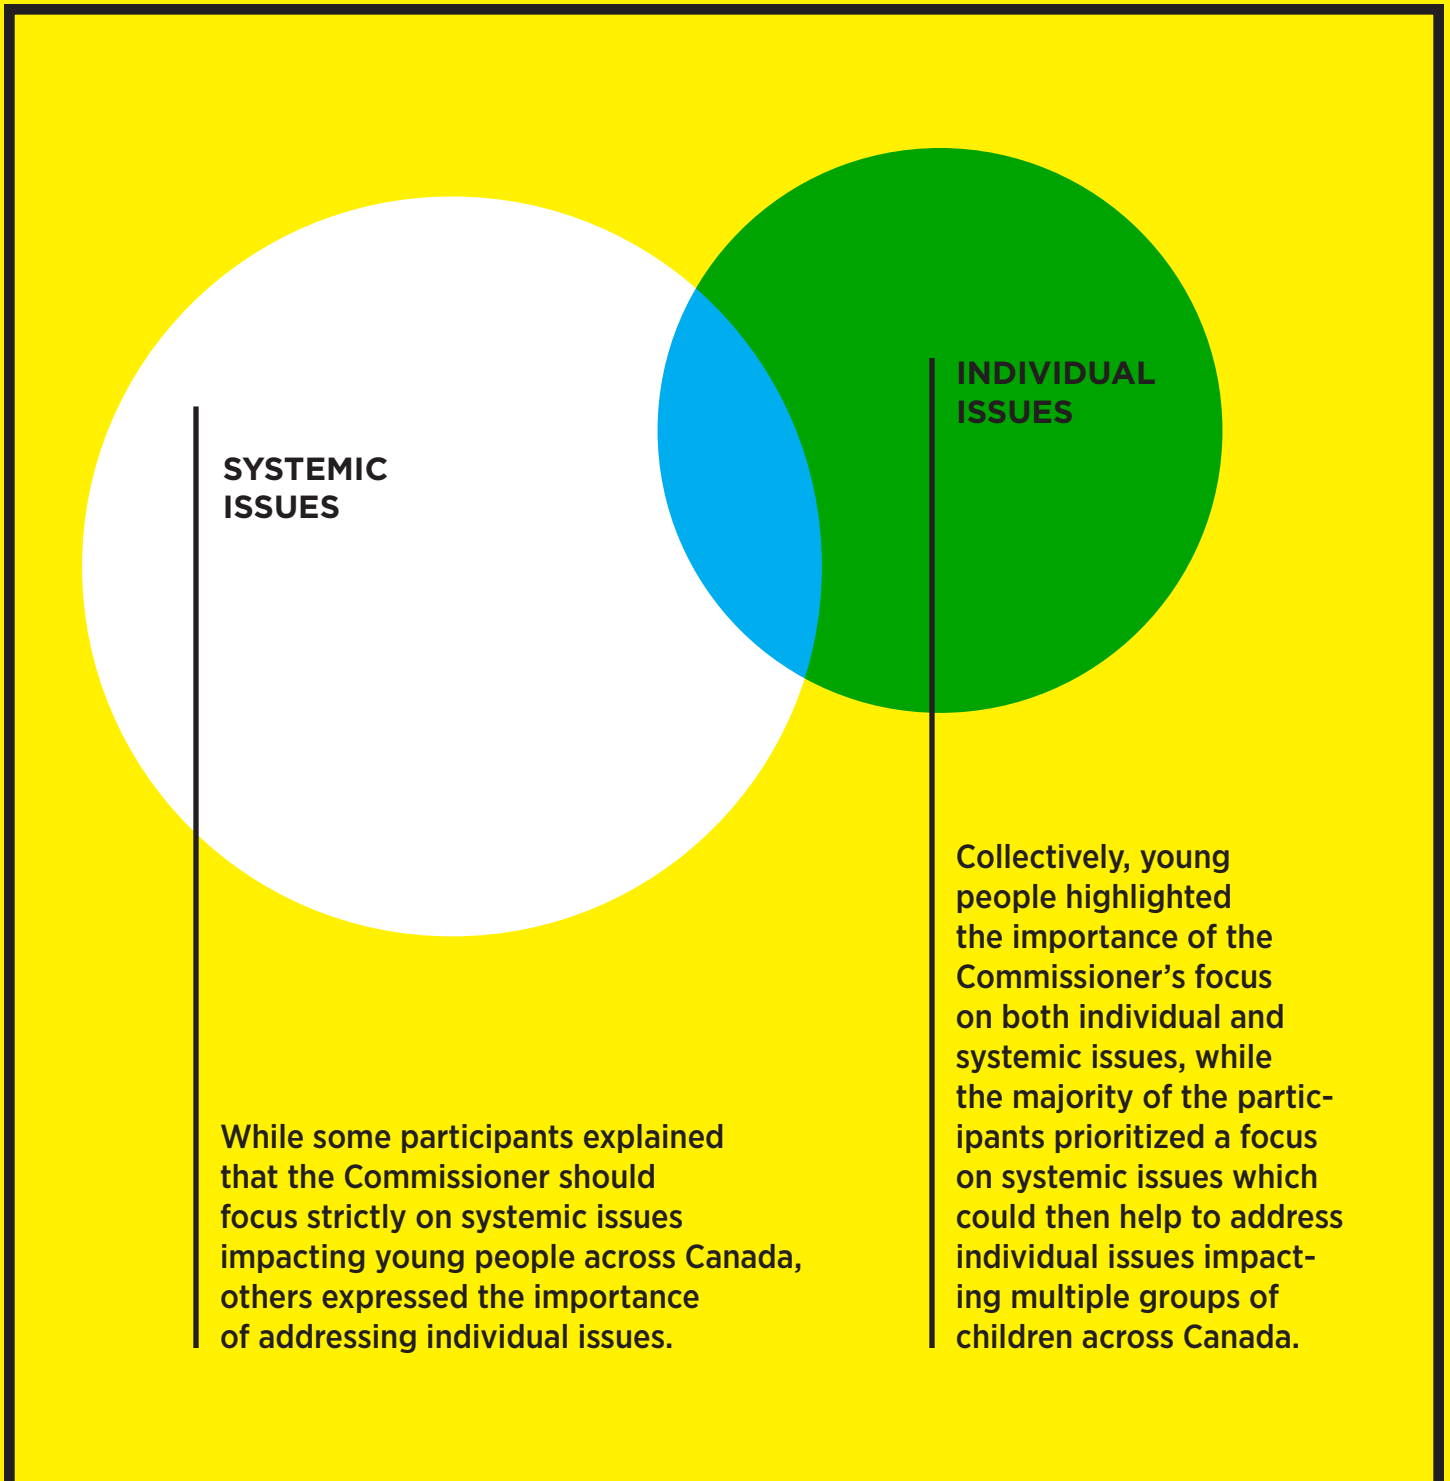 SYSTEMIC
ISSUES
INDIVIDUAL
ISSUES
While some participants explained
that the Commissioner should
focus strictly on systemic issues
impacting young people across Canada,
others expressed the importance
of addressing individual issues.
Collectively, young
people highlighted
the importance of the
Commissioner’s focus
on both individual and
systemic issues, while
the majority of the partic-
ipants prioritized a focus
on systemic issues which
could then help to address
individual issues impact-
ing multiple groups of
children across Canada.